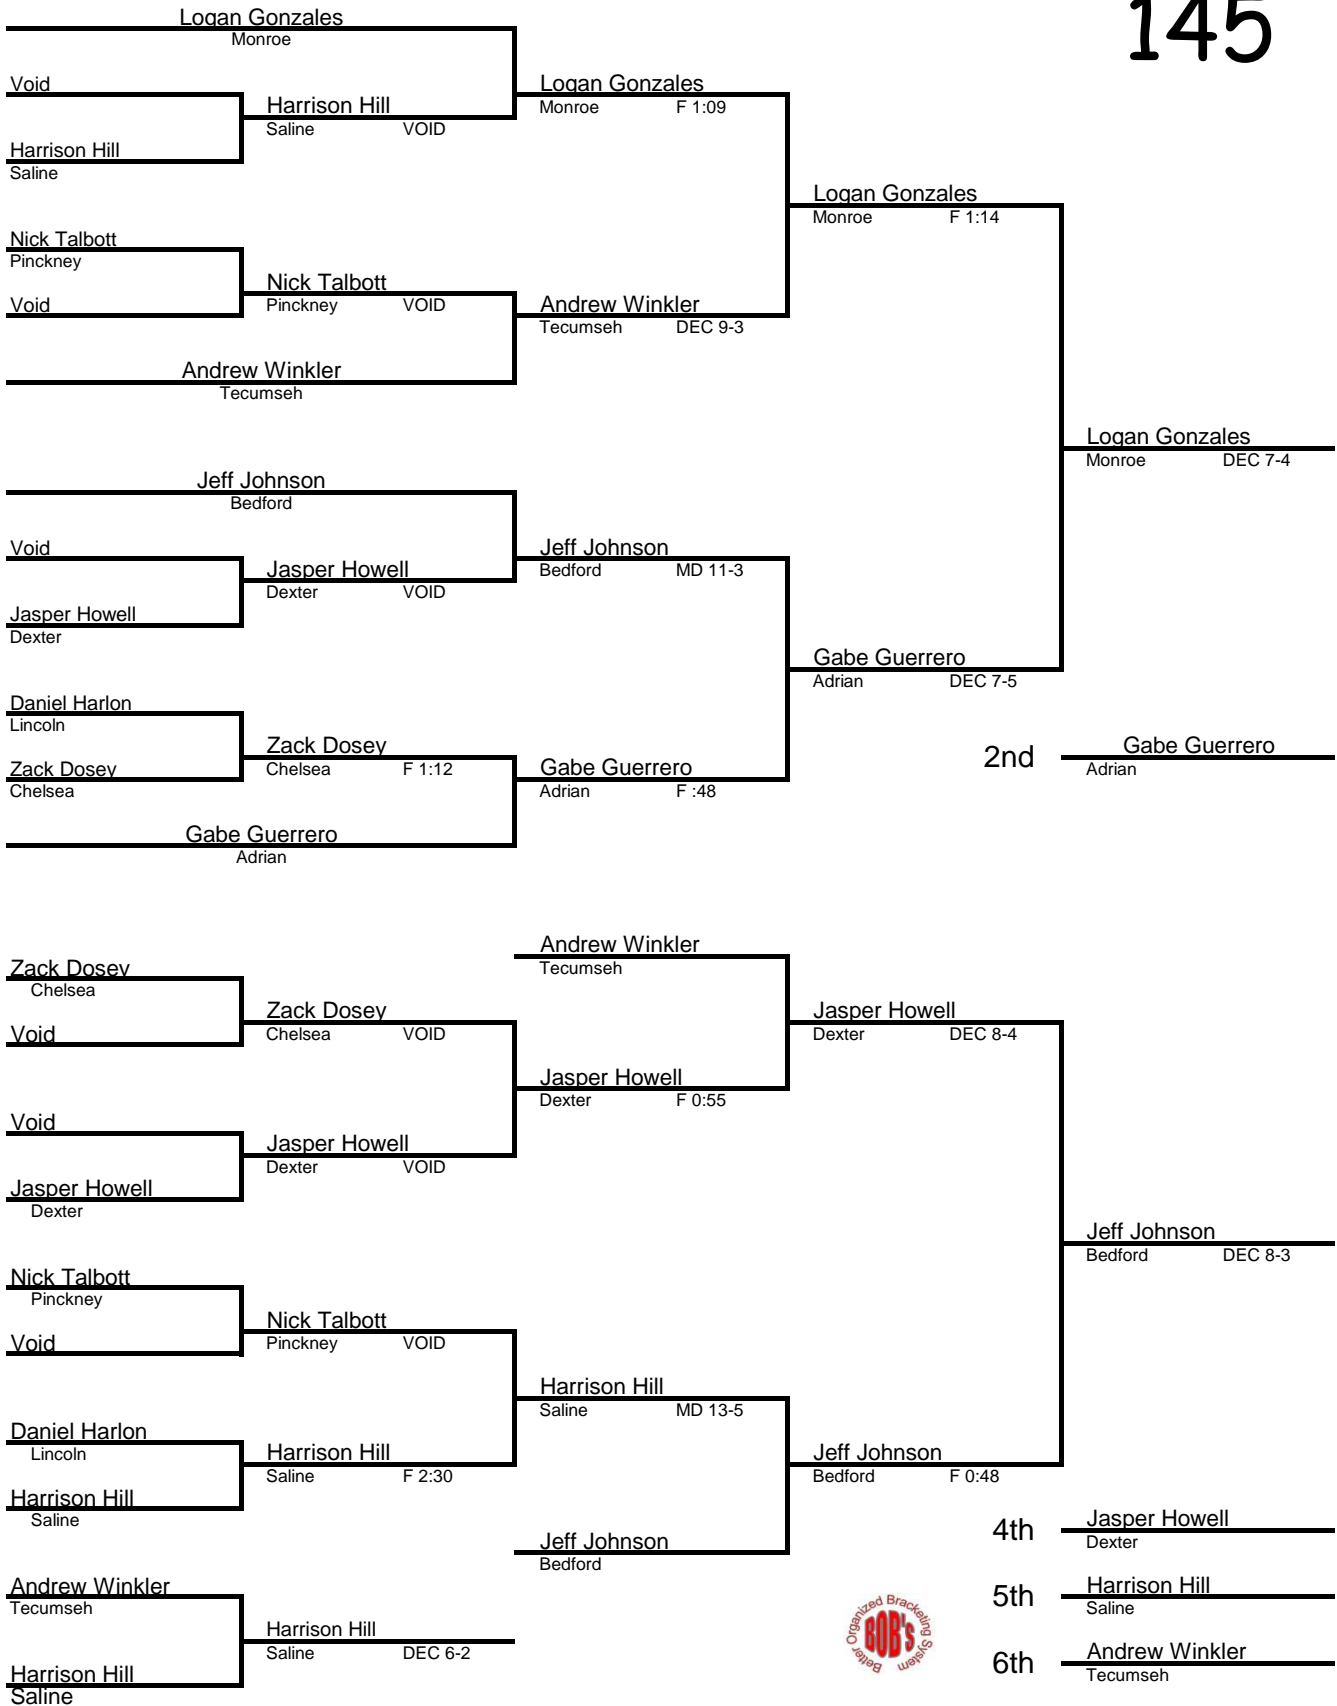 145
Logan Gonzales
Monroe
Void
Harrison Hill
Saline
Harrison Hill
Saline VOID
Logan Gonzales
Monroe F 1:09
Nick Talbott
Pinckney
Void
Nick Talbott
Pinckney VOID
Andrew Winkler
Tecumseh DEC 9-3
Andrew Winkler
Tecumseh
Logan Gonzales
Monroe F 1:14
Logan Gonzales
Monroe DEC 7-4
Jeff Johnson
Bedford
Void
Jasper Howell
Dexter
Jasper Howell
Dexter VOID
Jeff Johnson
Bedford MD 11-3
Daniel Harlon
Lincoln
Zack Dosey
Chelsea
Zack Dosey
Chelsea F 1:12
Gabe Guerrero
Adrian F :48
Gabe Guerrero
Adrian
Gabe Guerrero
Adrian DEC 7-5
2nd Gabe Guerrero
Adrian
Zack Dosey
Chelsea
Void
Zack Dosey
Chelsea VOID
Andrew Winkler
Tecumseh
Void
Jasper Howell
Dexter
Jasper Howell
Dexter VOID
Jasper Howell
Dexter F 0:55
Jasper Howell
Dexter DEC 8-4
Nick Talbott
Pinckney
Void
Nick Talbott
Pinckney VOID
Daniel Harlon
Lincoln
Harrison Hill
Saline
Harrison Hill
Saline F 2:30
Harrison Hill
Saline MD 13-5
Jeff Johnson
Bedford
Jeff Johnson
Bedford F 0:48
Jeff Johnson
Bedford DEC 8-3
Andrew Winkler
Tecumseh
Harrison Hill
Saline
Harrison Hill
Saline DEC 6-2
Better Organized Bracketing System
BOB'S
4th Jasper Howell
Dexter
5th Harrison Hill
Saline
6th Andrew Winkler
Tecumseh